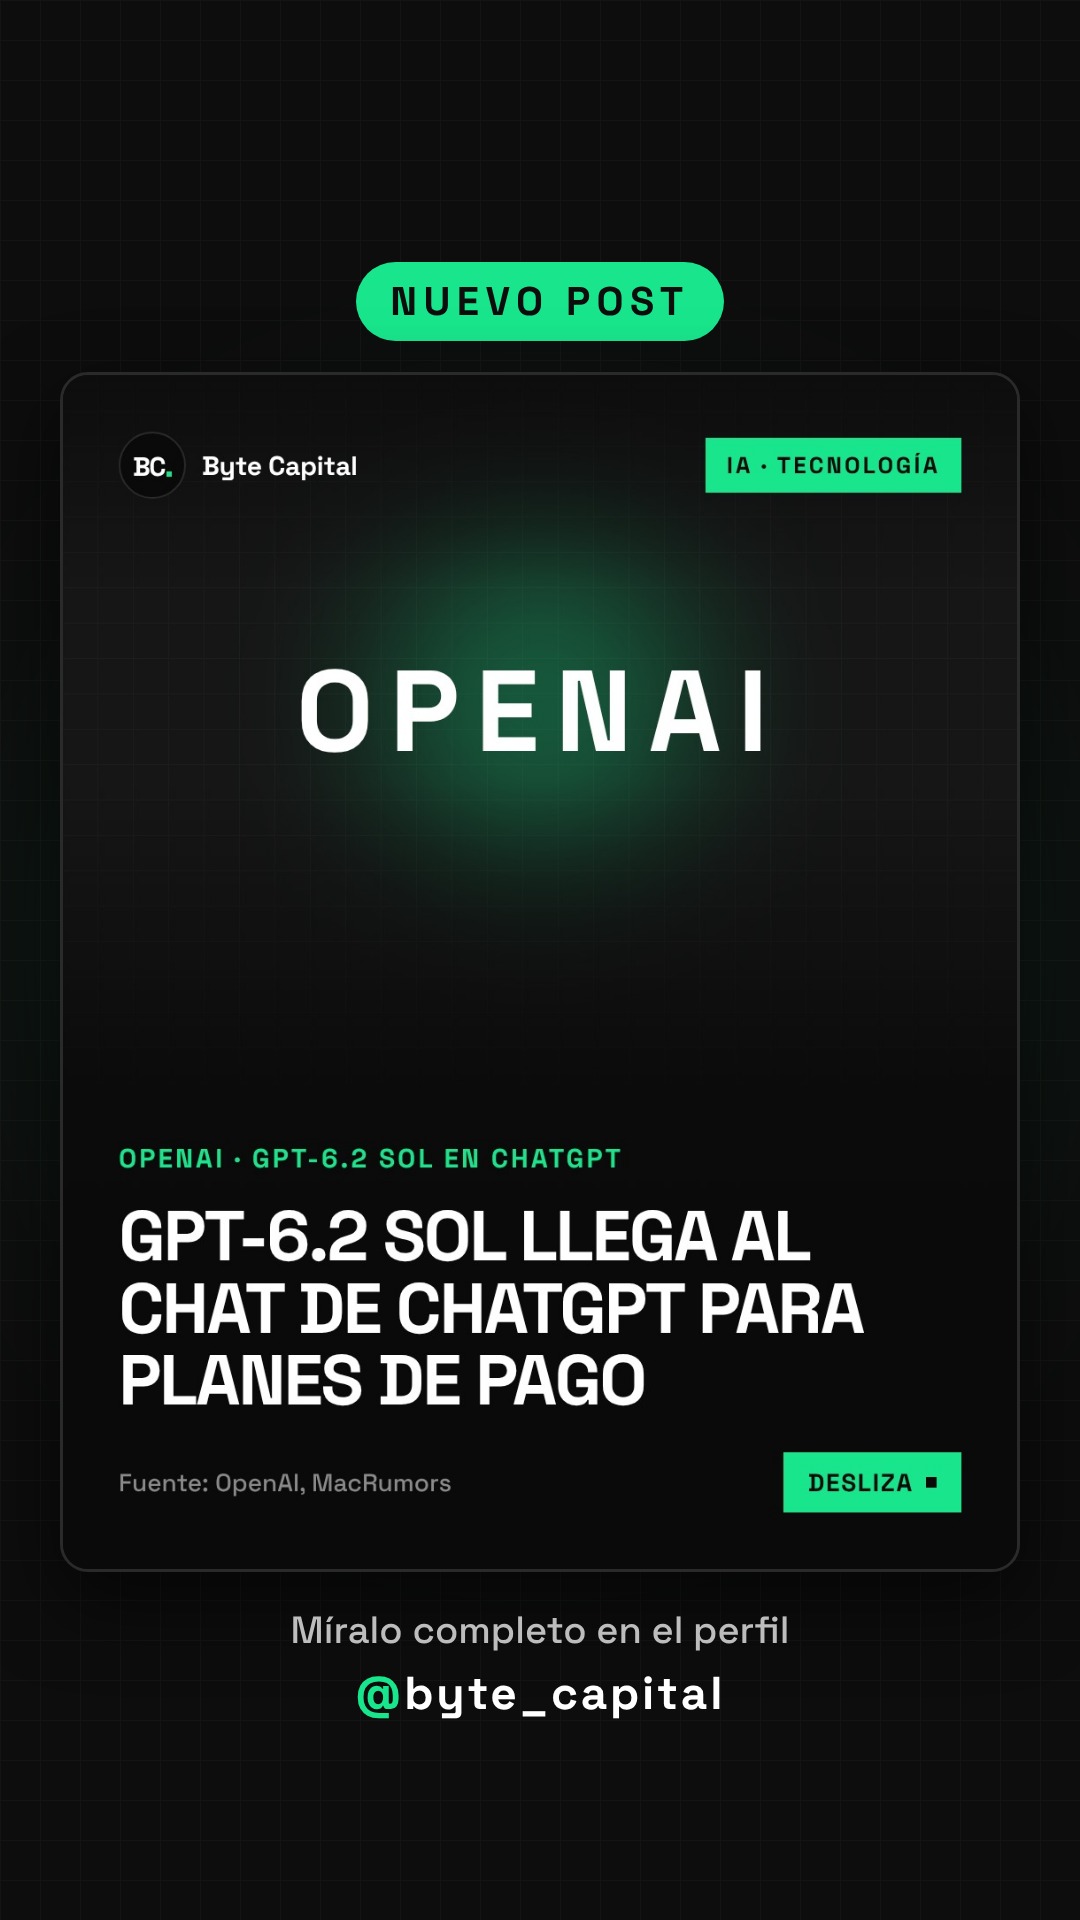 NUEVO POST
BC.
Byte Capital
IA · TECNOLOGÍA
OPENAI
OPENAI · GPT-6.2 SOL EN CHATGPT
GPT-6.2 SOL LLEGA AL
CHAT DE CHATGPT PARA
PLANES DE PAGO
Fuente: OpenAI, MacRumors
DESLIZA
Míralo completo en el perfil
@byte_capital